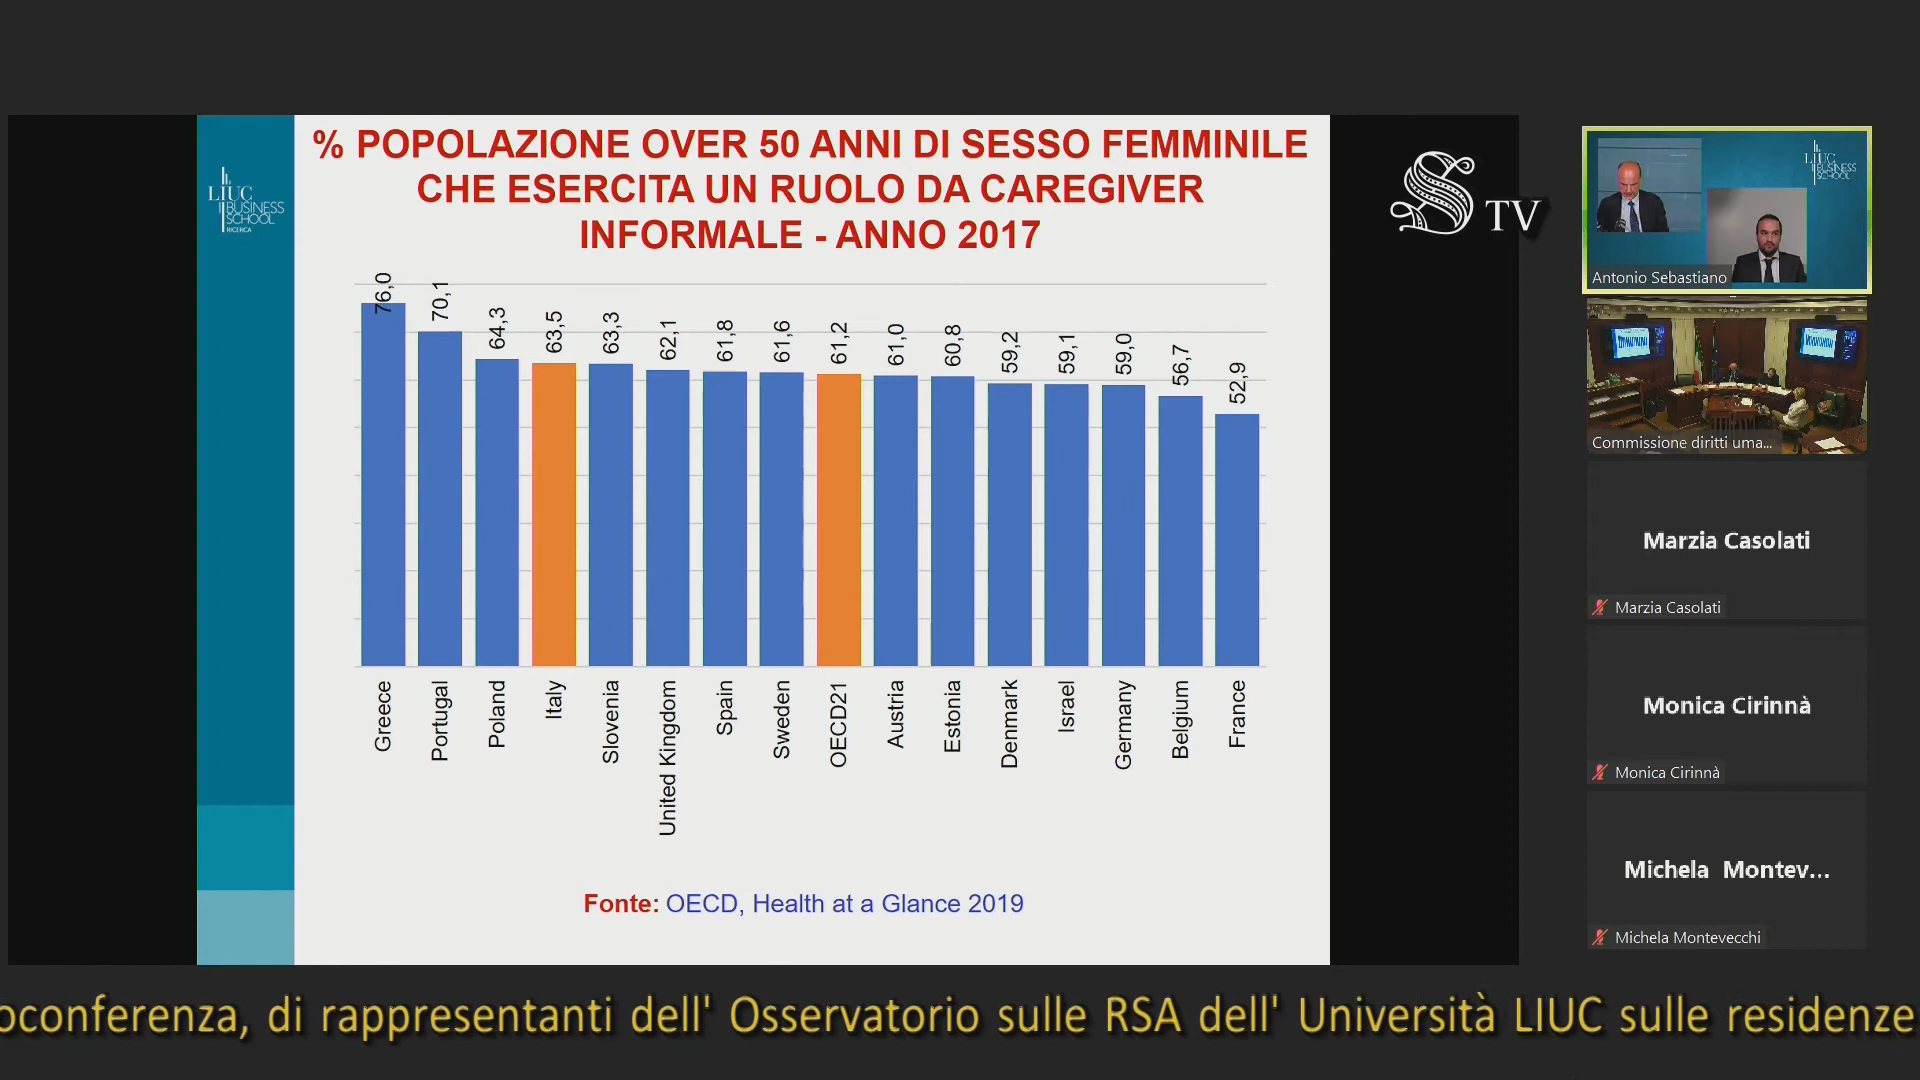 % POPOLAZIONE OVER 50 ANNI DI SESSO FEMMINILE
CHE ESERCITA UN RUOLO DA CAREGIVER
INFORMALE - ANNO 2017
LIUC
BUSINESS
SCHOOL
RICERCA
76,0
70,1
64,3
63,5
63,3
62,1
61,8
61,6
61,2
61,0
60,8
59,2
59,1
59,0
56,7
52,9
Greece
Portugal
Poland
Italy
Slovenia
United Kingdom
Spain
Sweden
OECD21
Austria
Estonia
Denmark
Israel
Germany
Belgium
France
Fonte: OECD, Health at a Glance 2019
S TV
LIUC
BUSINESS
SCHOOL
Antonio Sebastiano
Commissione diritti uma...
Marzia Casolati
Marzia Casolati
Monica Cirinnà
Monica Cirinnà
Michela Montev...
Michela Montevecchi
oconferenza, di rappresentanti dell' Osservatorio sulle RSA dell' Università LIUC sulle residenze